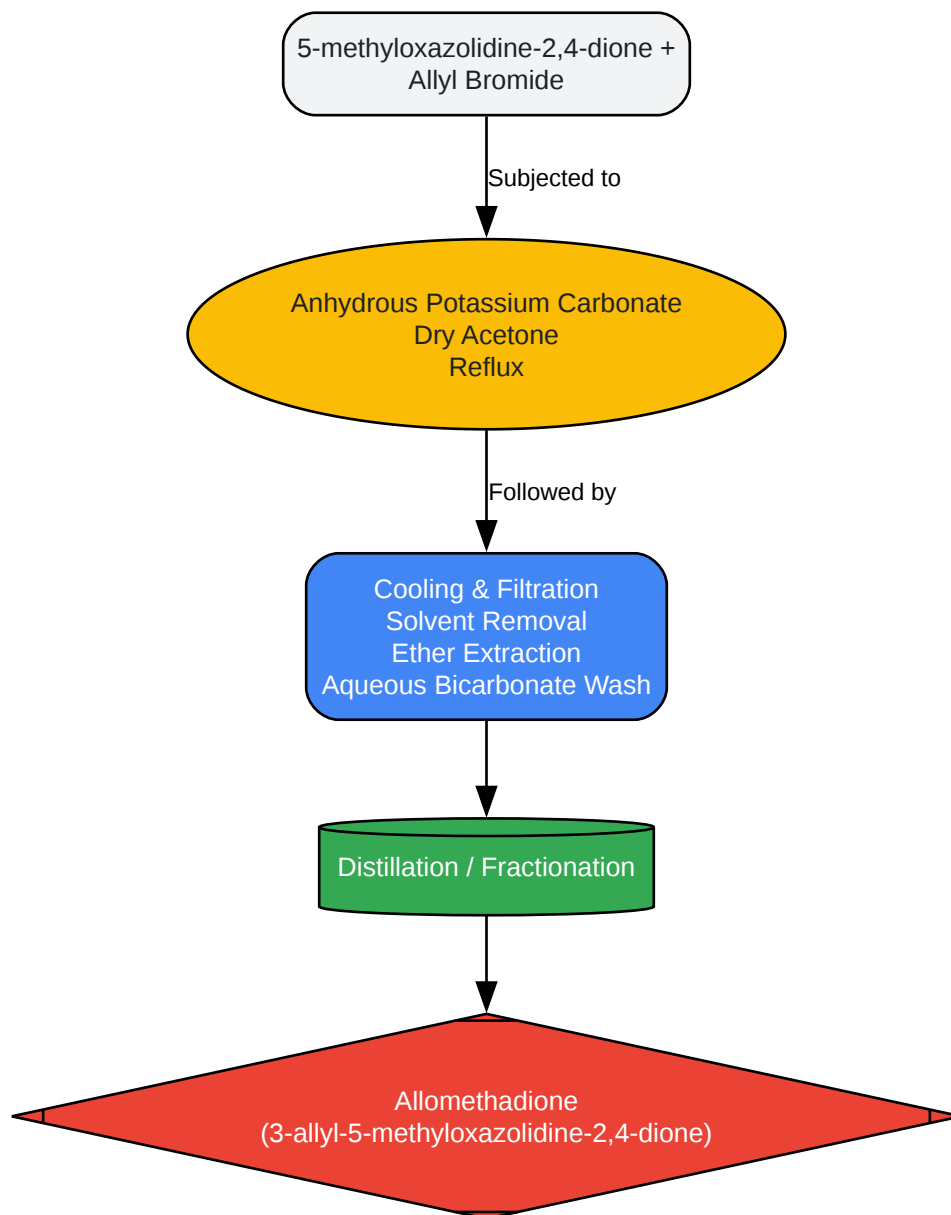 5-methyloxazolidine-2,4-dione +
Allyl Bromide
Subjected to
Anhydrous Potassium Carbonate
Dry Acetone
Reflux
Followed by
Cooling & Filtration
Solvent Removal
Ether Extraction
Aqueous Bicarbonate Wash
Distillation / Fractionation
Allomethadione
(3-allyl-5-methyloxazolidine-2,4-dione)